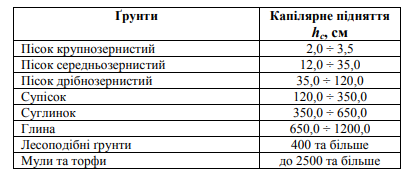 Ґрунти Капілярне підняття
hc, см
Пісок крупнозернистий 2,0 ÷ 3,5
Пісок середньозернистий 12,0 ÷ 35,0
Пісок дрібнозернистий 35,0 ÷ 120,0
Супісок 120,0 ÷ 350,0
Суглинок 350,0 ÷ 650,0
Глина 650,0 ÷ 1200,0
Лесоподібні ґрунти 400 та більше
Мули та торфи до 2500 та більше